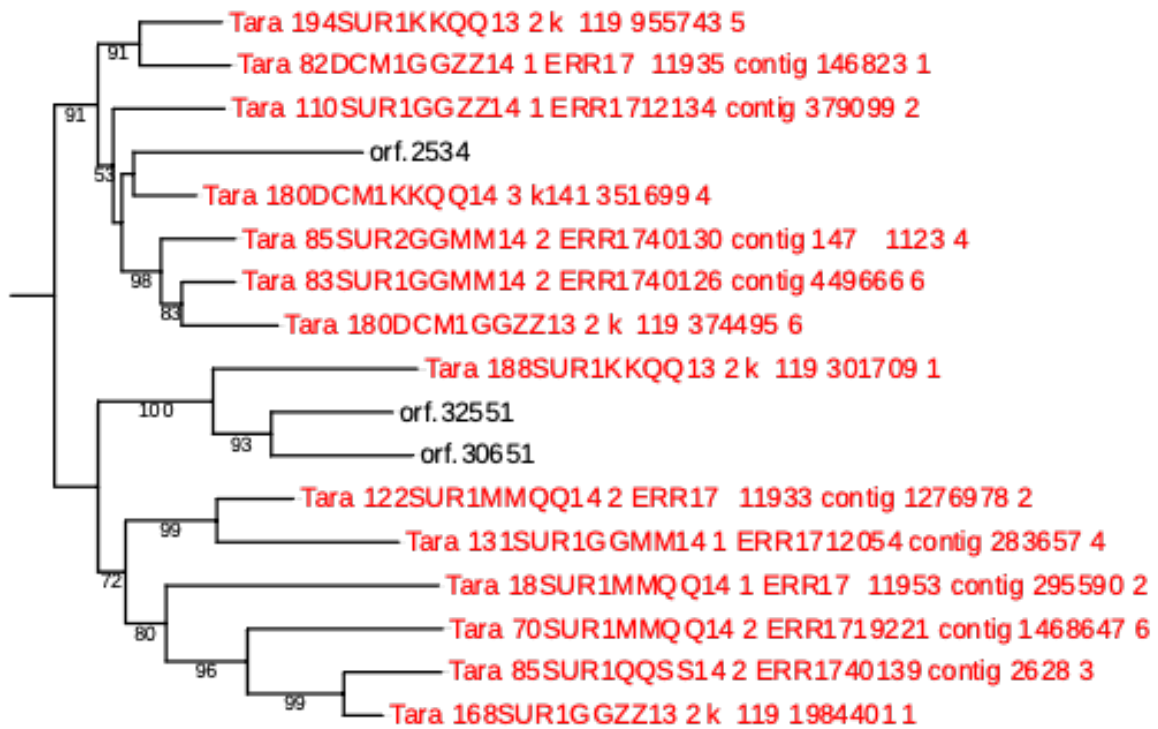 Tara 194SUR1KKQQ13 2 k 119 955743 5
91
Tara 82DCM1GGZZ14 1 ERR17 11935 contig 146823 1
Tara 110SUR1GGZZ14 1 ERR1712134 contig 379099 2
91
orf.2534
53
Tara 180DCM1KKQQ14 3 k141 351699 4
Tara 85SUR2GGMM14 2 ERR1740130 contig 147 1123 4
98
Tara 83SUR1GGMM14 2 ERR1740126 contig 449666 6
83
Tara 180DCM1GGZZ13 2 k 119 374495 6
Tara 188SUR1KKQQ13 2 k 119 301709 1
100
orf.32551
93
orf.30651
Tara 122SUR1MMQQ14 2 ERR17 11933 contig 1276978 2
99
Tara 131SUR1GGMM14 1 ERR1712054 contig 283657 4
72
Tara 18SUR1MMQQ14 1 ERR17 11953 contig 295590 2
80
Tara 70SUR1MMQQ14 2 ERR1719221 contig 1468647 6
96
Tara 85SUR1QQSS14 2 ERR1740139 contig 2628 3
99
Tara 168SUR1GGZZ13 2 k 119 1984401 1